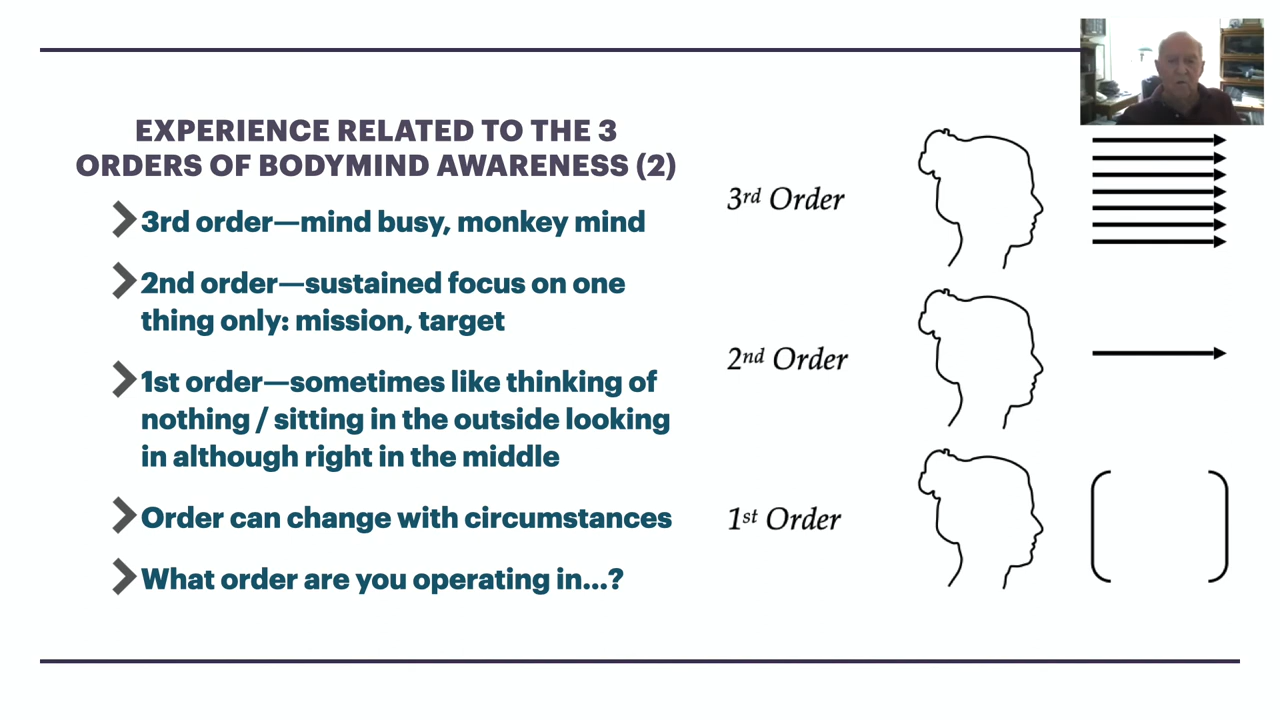 EXPERIENCE RELATED TO THE 3
ORDERS OF BODYMIND AWARENESS (2)
3rd order—mind busy, monkey mind
2nd order—sustained focus on one
thing only: mission, target
1st order—sometimes like thinking of
nothing / sitting in the outside looking
in although right in the middle
Order can change with circumstances
What order are you operating in...?
3rd Order
2nd Order
1st Order